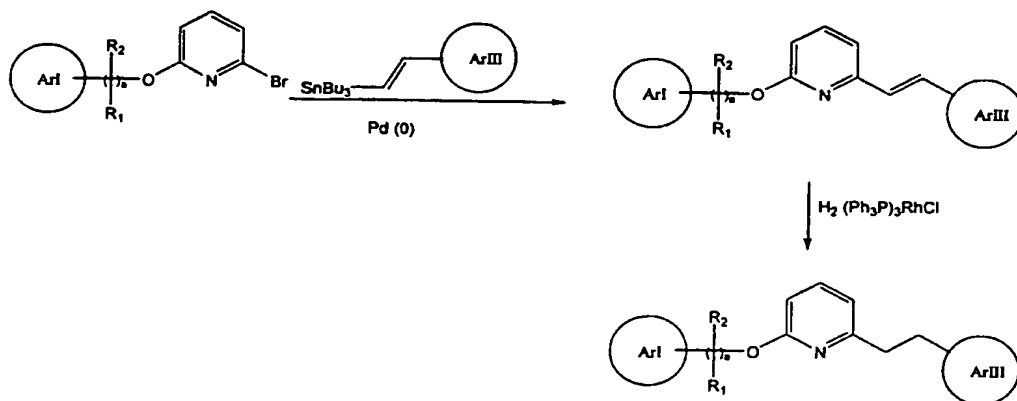 ArI
R₂
( )ₐ
R₁
O
N
Br
SnBu₃
ArIII
Pd (0)
ArI
R₂
( )ₐ
R₁
O
N
ArIII
H₂ (Ph₃P)₃RhCl
ArI
R₂
( )ₐ
R₁
O
N
ArIII